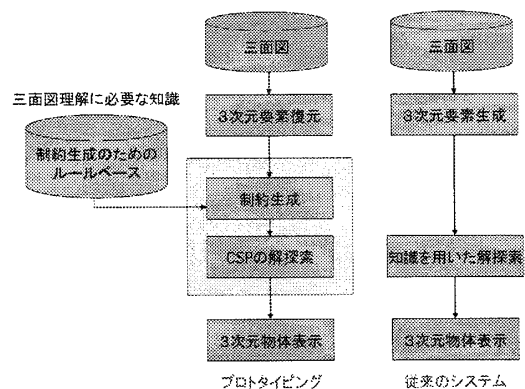 三面図
三面図
三面図理解に必要な知識
3次元要素復元
3次元要素生成
制約生成のための
ルールベース
制約生成
CSPの解探索
知識を用いた解探索
3次元物体表示
3次元物体表示
プロトタイピング
従来のシステム